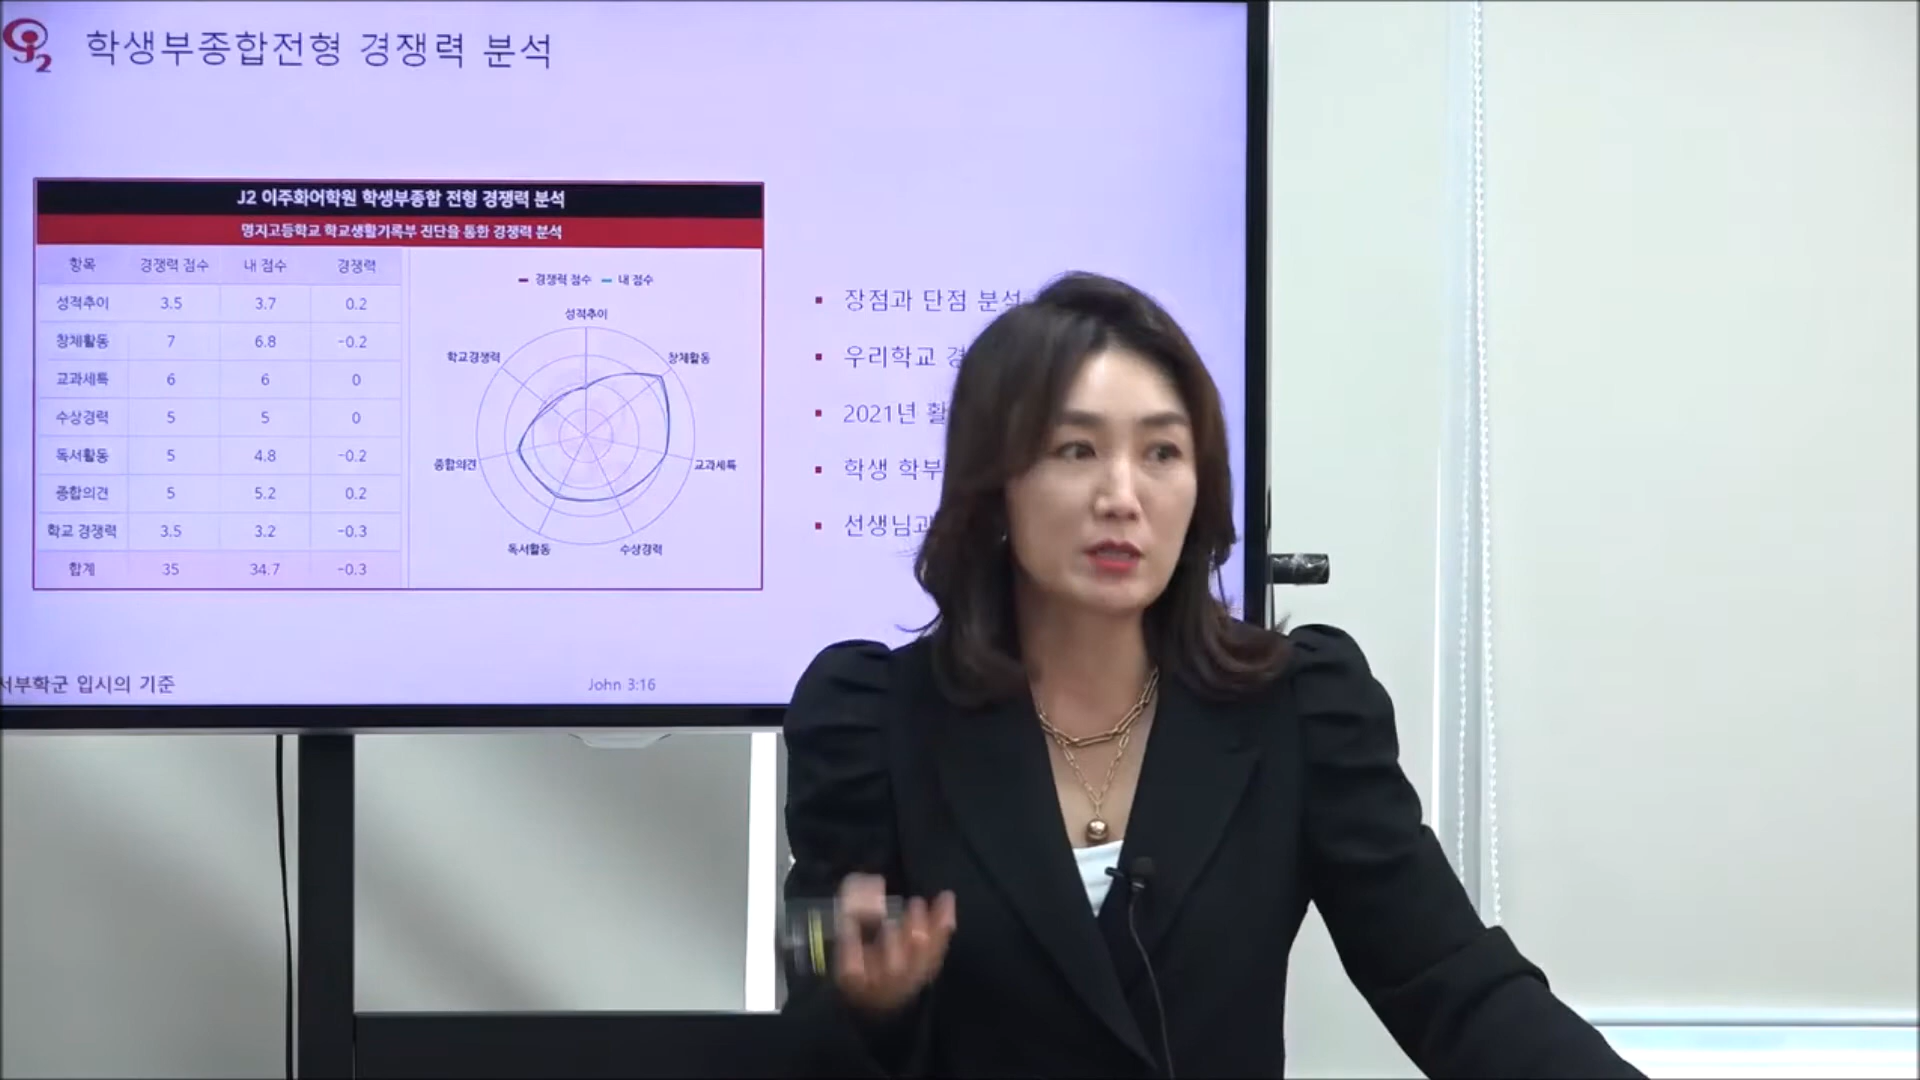 J2
학생부종합전형 경쟁력 분석
J2 이주화어학원 학생부종합 전형 경쟁력 분석
명지고등학교 학교생활기록부 진단을 통한 경쟁력 분석
항목 경쟁력 점수 내 점수 경쟁력
성적추이 3.5 3.7 0.2
창체활동 7 6.8 -0.2
교과세특 6 6 0
수상경력 5 5 0
독서활동 5 4.8 -0.2
종합의견 5 5.2 0.2
학교 경쟁력 3.5 3.2 -0.3
합계 35 34.7 -0.3
경쟁력 점수 내 점수
성적추이
학교경쟁력 창체활동
종합의견 교과세특
독서활동 수상경력
장점과 단점 분석
우리학교
2021년
학생 학부
선생님과
서부학군 입시의 기준
John 3:16